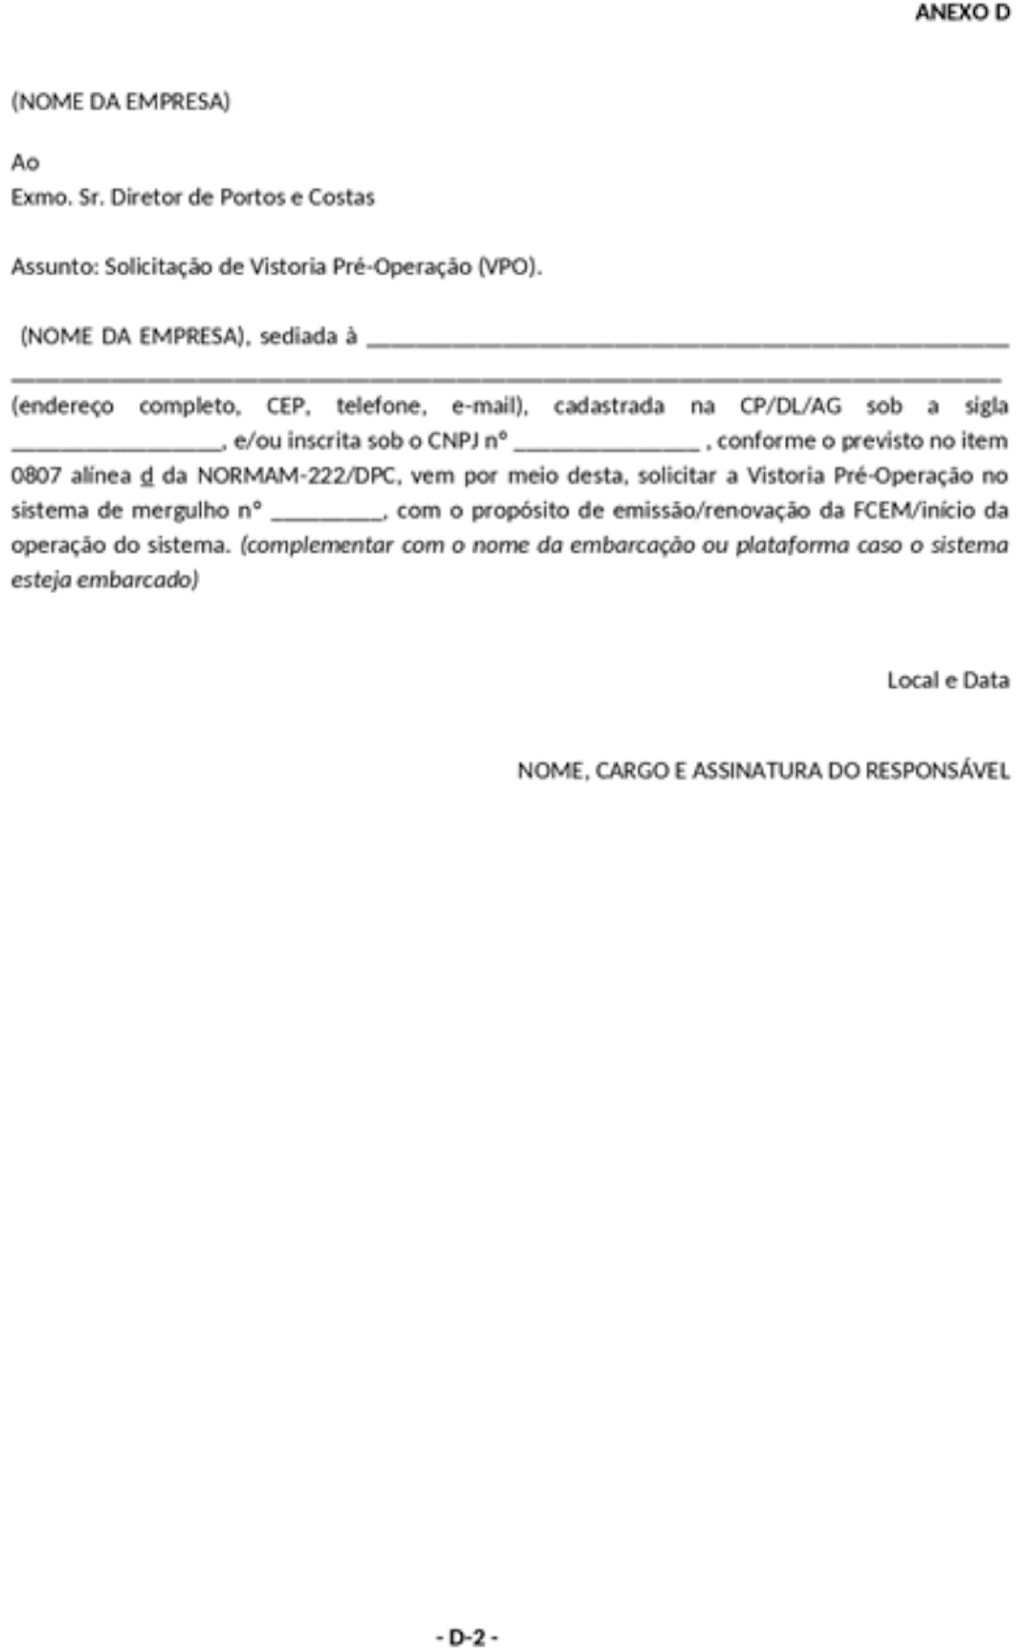 ANEXO D
(NOME DA EMPRESA)
Ao
Exmo. Sr. Diretor de Portos e Costas
Assunto: Solicitação de Vistoria Pré-Operação (VPO).
(NOME DA EMPRESA), sediada à ____________________________________________________
________________________________________________________________________________
(endereço completo, CEP, telefone, e-mail), cadastrada na CP/DL/AG sob a sigla
_________________, e/ou inscrita sob o CNPJ nº _______________ , conforme o previsto no item
0807 alínea d da NORMAM-222/DPC, vem por meio desta, solicitar a Vistoria Pré-Operação no
sistema de mergulho nº _________, com o propósito de emissão/renovação da FCEM/início da
operação do sistema. (complementar com o nome da embarcação ou plataforma caso o sistema
esteja embarcado)
Local e Data
NOME, CARGO E ASSINATURA DO RESPONSÁVEL
- D-2 -